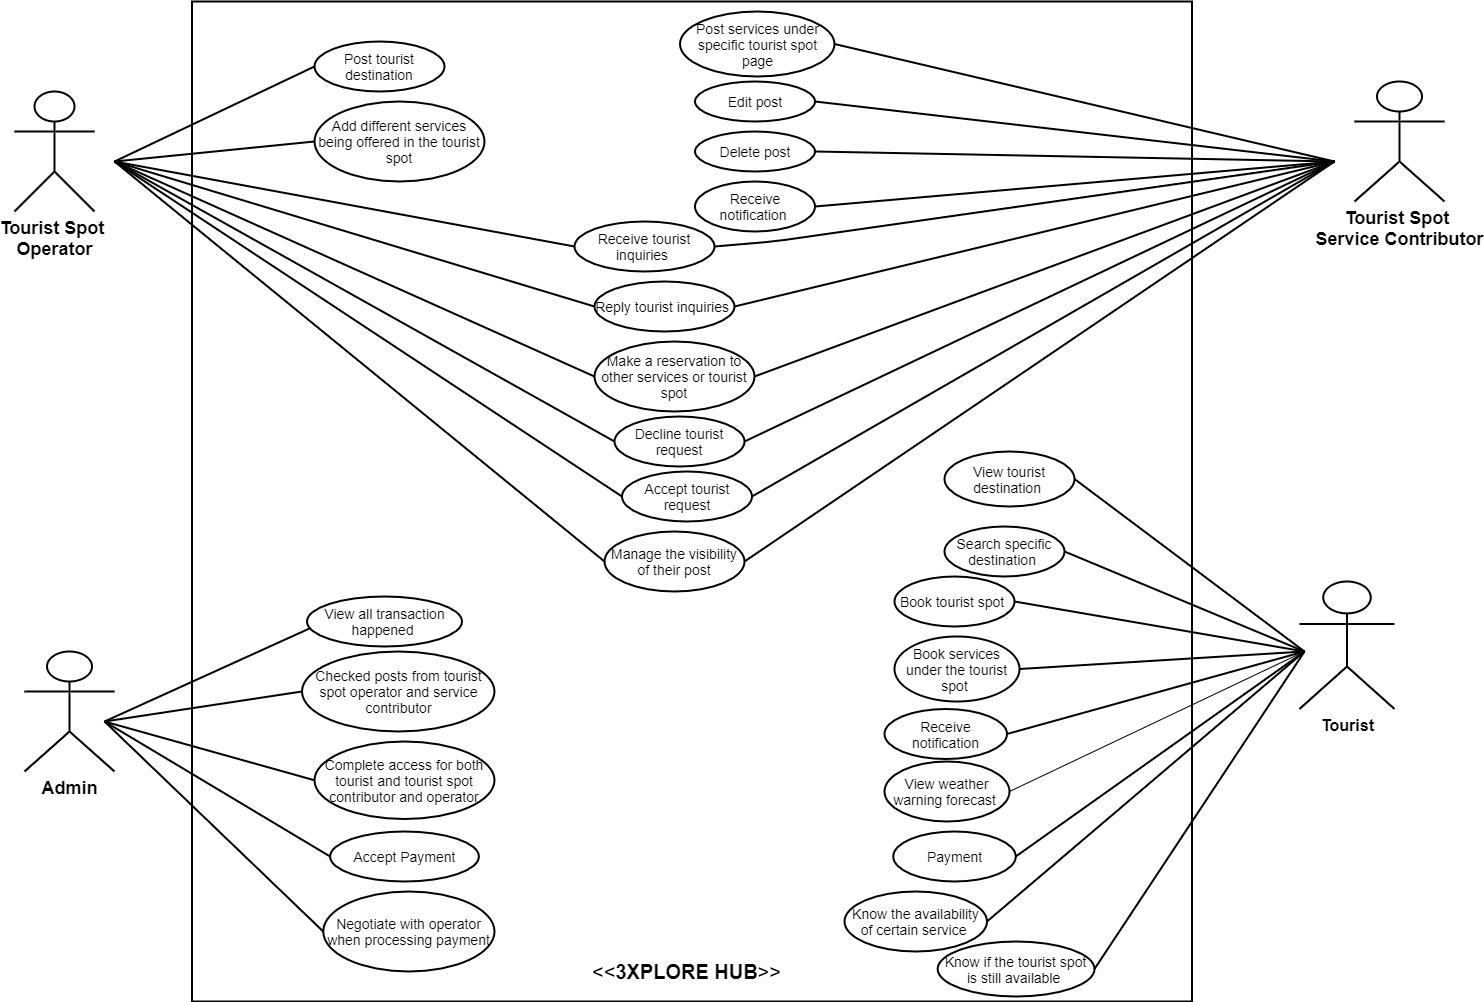 Post services under
specific tourist spot
page
Post tourist
destination
Edit post
Add different services
being offered in the tourist
spot
Delete post
Receive
notification
Tourist Spot
Operator
Tourist Spot
Service Contributor
Receive tourist
inquiries
Reply tourist inquiries
Make a reservation to
other services or tourist
spot
Decline tourist
request
Accept tourist
request
Manage the visibility
of their post
View tourist
destination
Search specific
destination
Book tourist spot
Book services
under the tourist
spot
Receive
notification
View weather
warning forecast
Payment
Know the availability
of certain service
Know if the tourist spot
is still available
Tourist
View all transaction
happened
Checked posts from tourist
spot operator and service
contributor
Complete access for both
tourist and tourist spot
contributor and operator
Accept Payment
Negotiate with operator
when processing payment
Admin
<<3XPLORE HUB>>